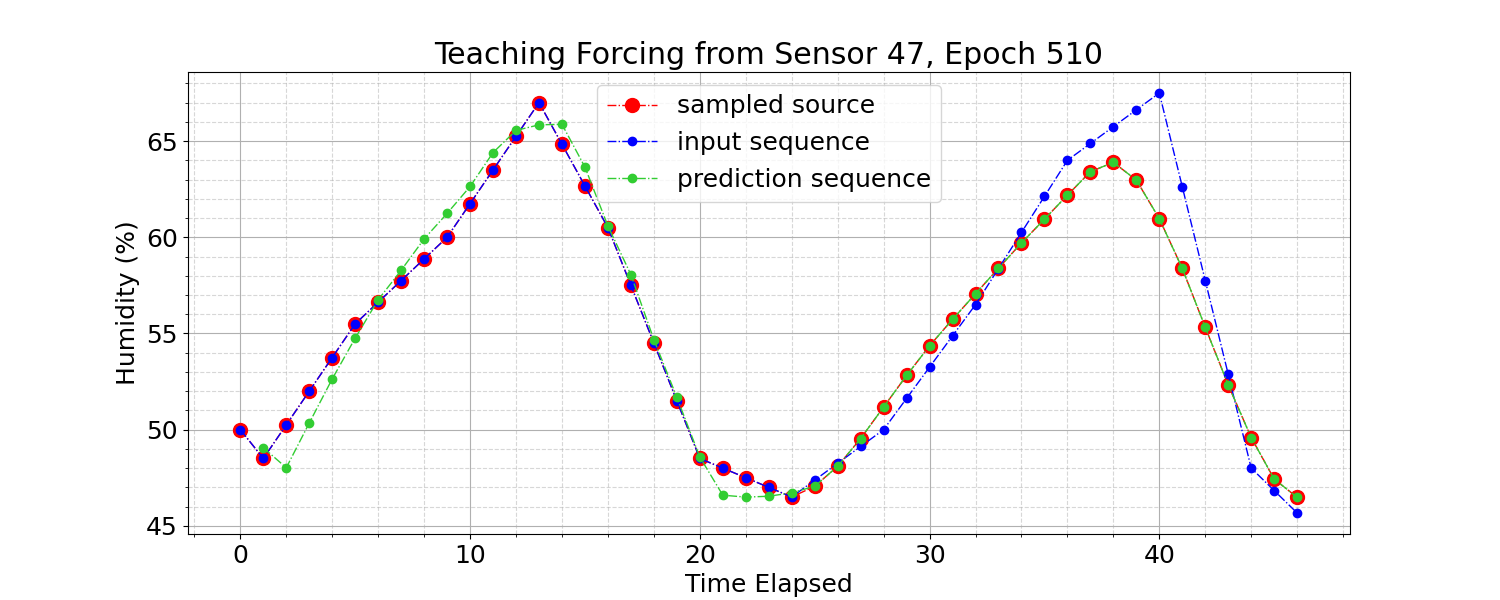 Teaching Forcing from Sensor 47, Epoch 510
sampled source
input sequence
prediction sequence
Humidity (%)
65
60
55
50
45
0 10 20 30 40
Time Elapsed